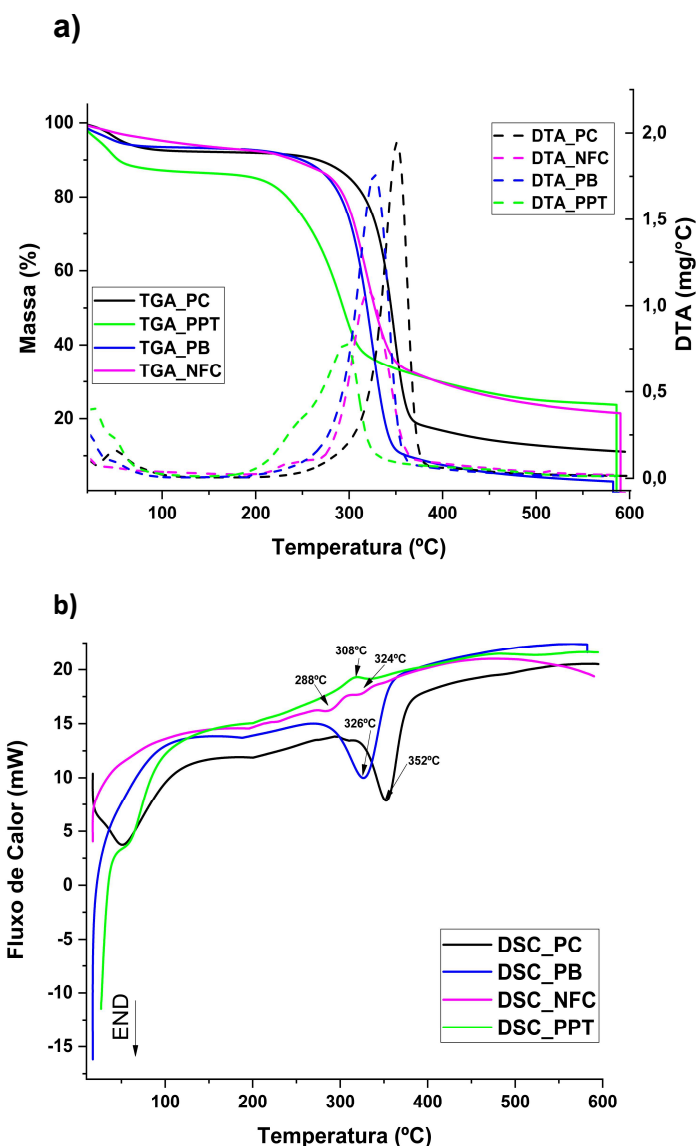 a)
100
80
60
40
20
Massa (%)
2,0
1,5
1,0
0,5
0,0
DTA (mg/°C)
DTA_PC
DTA_NFC
DTA_PB
DTA_PPT
TGA_PC
TGA_PPT
TGA_PB
TGA_NFC
100 200 300 400 500 600
Temperatura (ºC)
b)
20
15
10
5
0
-5
-10
-15
Fluxo de Calor (mW)
308ºC
324ºC
288ºC
326ºC
352ºC
END
DSC_PC
DSC_PB
DSC_NFC
DSC_PPT
100 200 300 400 500 600
Temperatura (ºC)